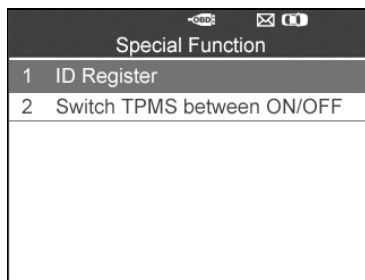 OBD
Special Function
1 ID Register
2 Switch TPMS between ON/OFF